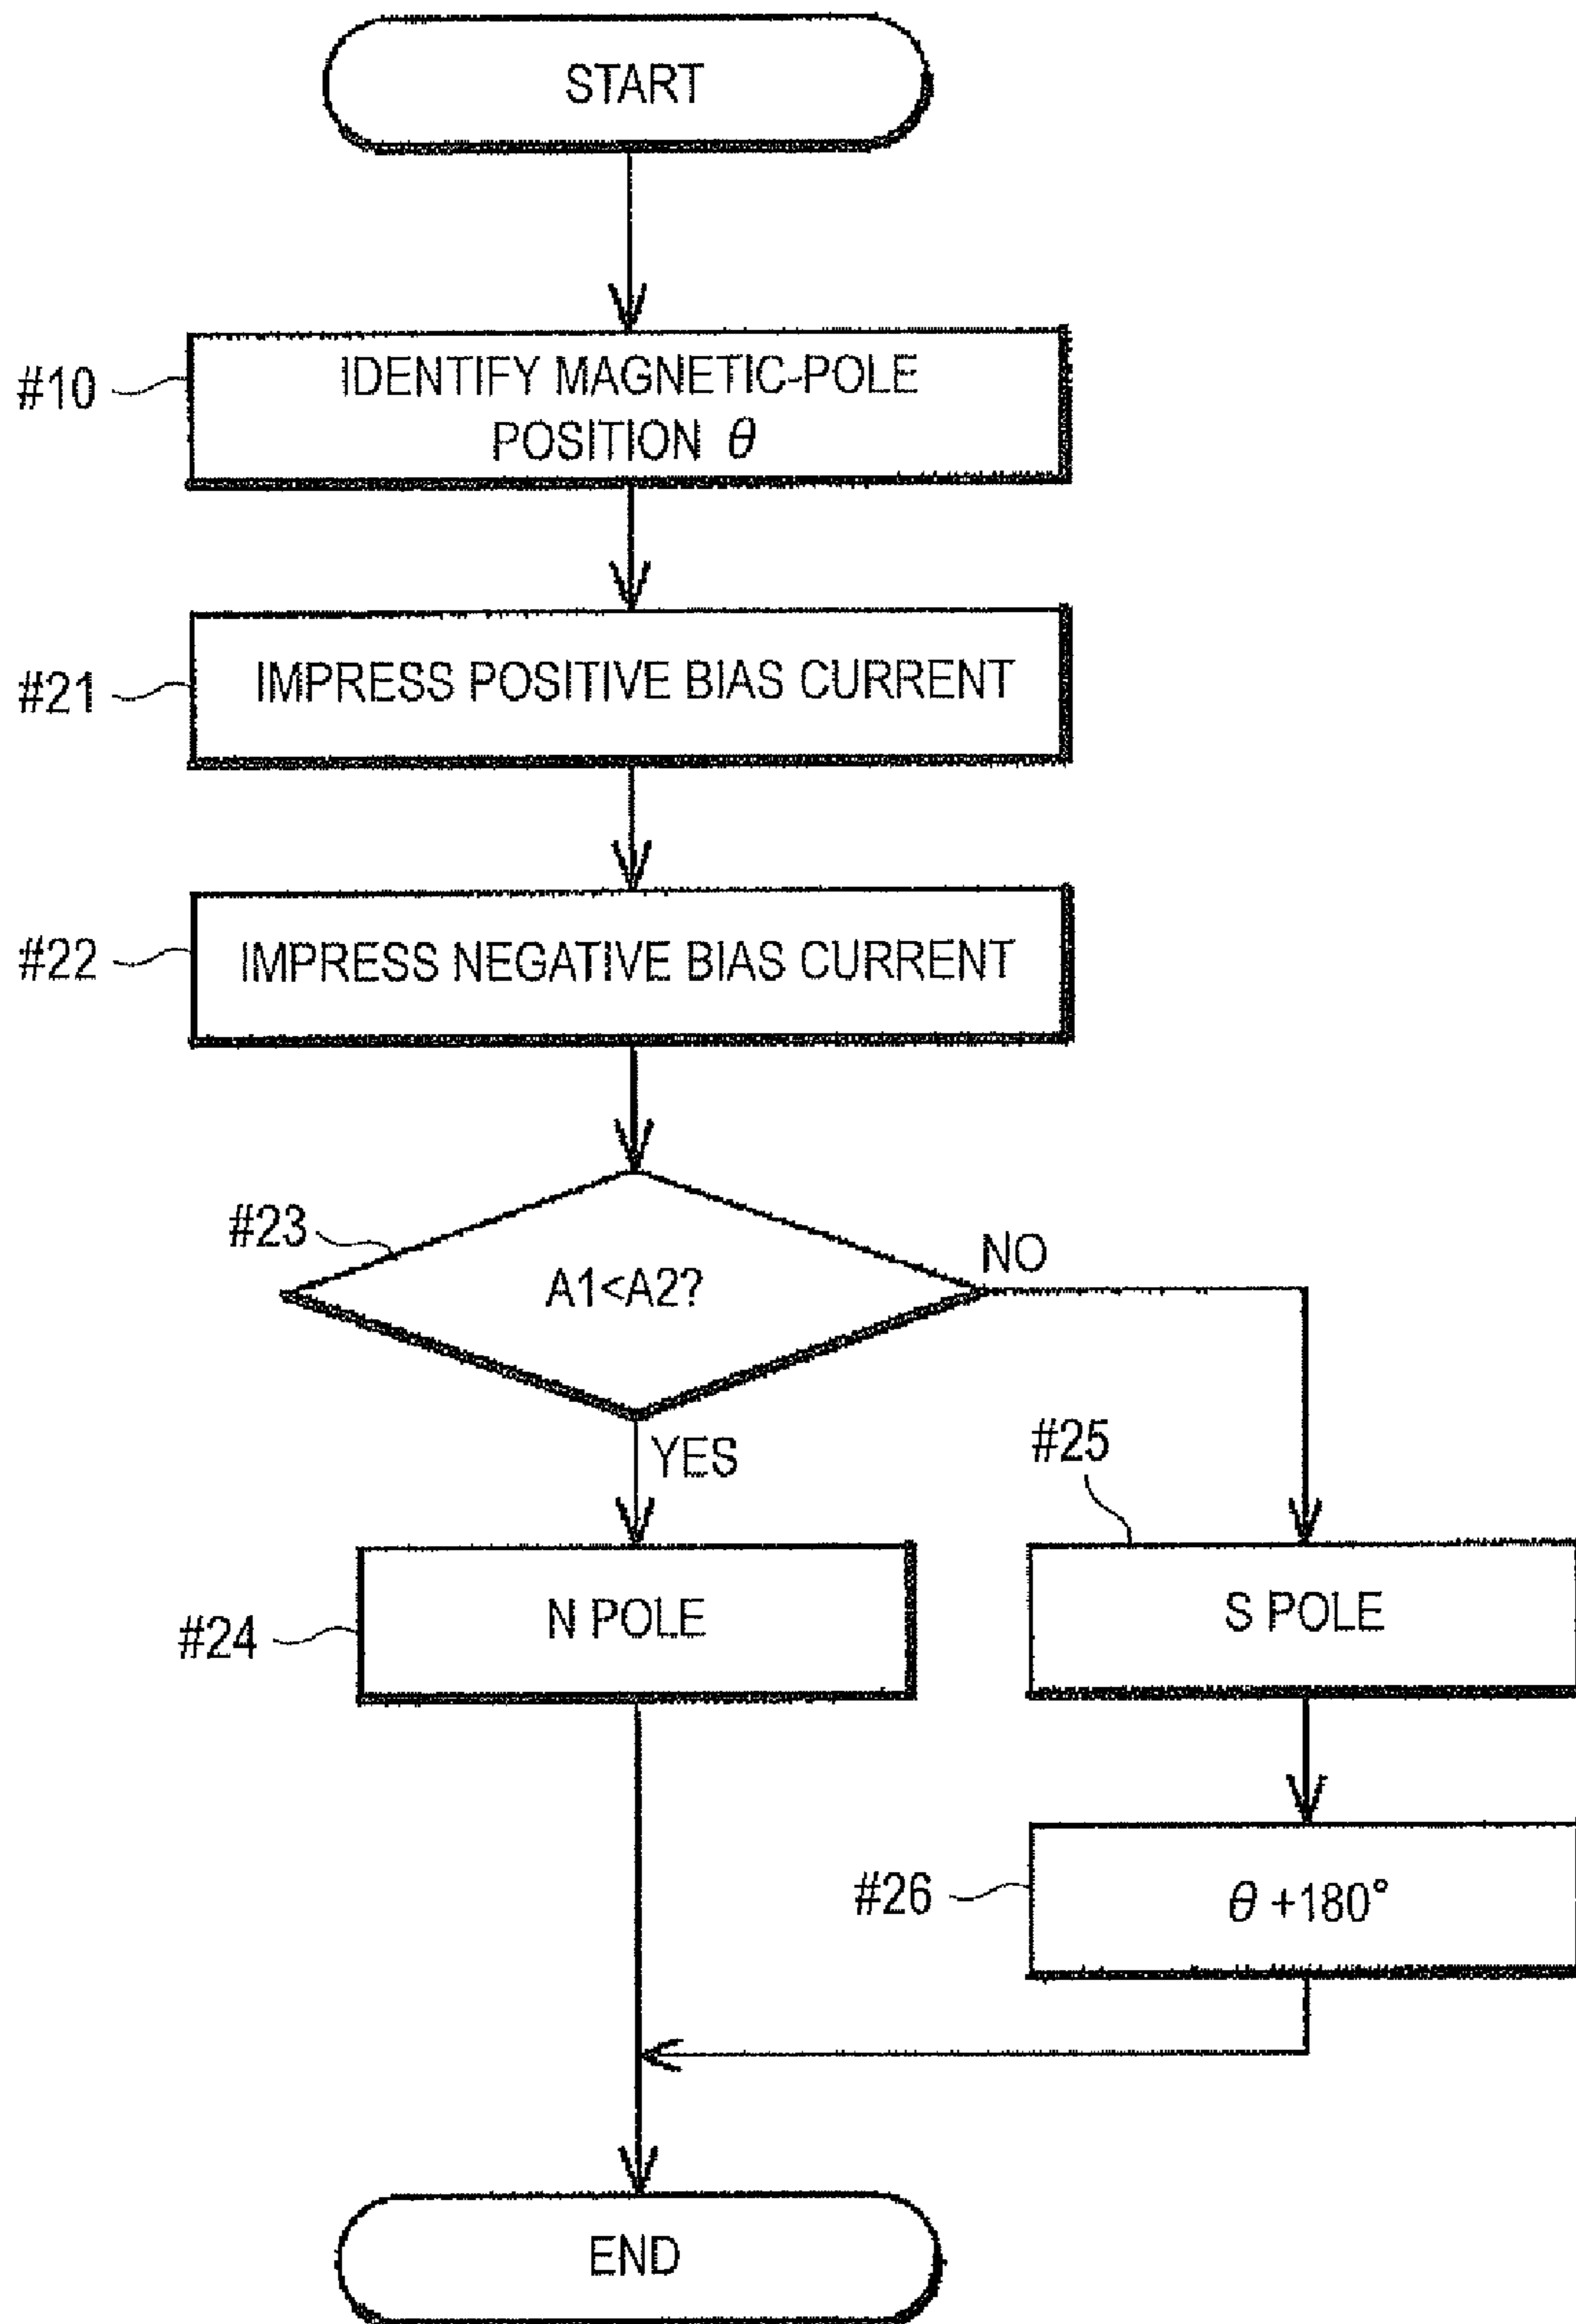 START
#10
IDENTIFY MAGNETIC-POLE
POSITION θ
#21
IMPRESS POSITIVE BIAS CURRENT
#22
IMPRESS NEGATIVE BIAS CURRENT
#23
A1<A2?
NO
YES
#24
N POLE
#25
S POLE
#26
θ+180°
END